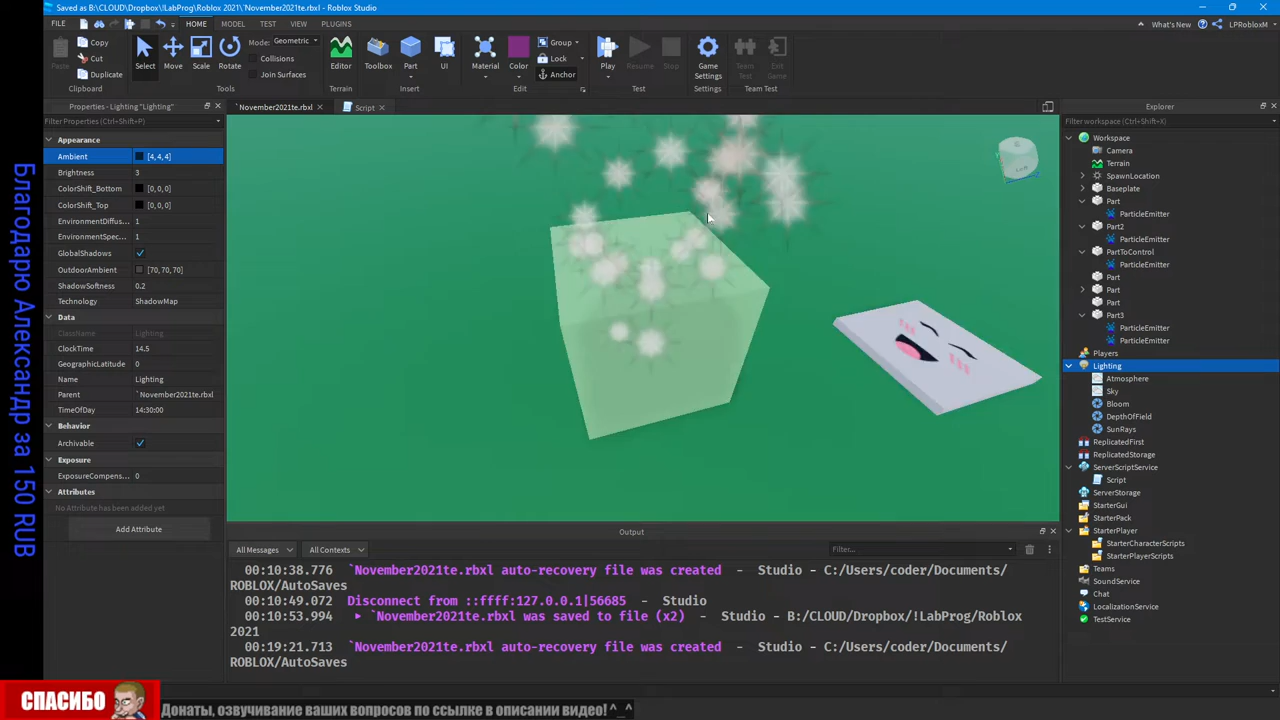 Saved as B:\CLOUD\Dropbox\!LabProg\Roblox 2021\`November2021te.rbxl - Roblox Studio
FILE HOME MODEL TEST VIEW PLUGINS What's New LPRobloxM
Paste Copy Cut Duplicate Clipboard
Select Move Scale Rotate Mode: Geometric Collisions Join Surfaces Tools
Editor Terrain
Toolbox Part UI Insert
Material Color Group Lock Anchor Edit
Play Resume Stop Test
Game Settings Settings
Team Test Exit Game Team Test
Properties - Lighting "Lighting"
Filter Properties (Ctrl+Shift+P)
Appearance
Ambient [4, 4, 4]
Brightness 3
ColorShift_Bottom [0, 0, 0]
ColorShift_Top [0, 0, 0]
EnvironmentDiffus... 1
EnvironmentSpec... 1
GlobalShadows
OutdoorAmbient [70, 70, 70]
ShadowSoftness 0.2
Technology ShadowMap
Data
ClassName Lighting
ClockTime 14.5
GeographicLatitude 0
Name Lighting
Parent `November2021te.rbxl
TimeOfDay 14:30:00
Behavior
Archivable
Exposure
ExposureCompens... 0
Attributes
No Attribute has been added yet
Add Attribute
`November2021te.rbxl Script
Output
All Messages All Contexts Filter...
00:10:38.776 `November2021te.rbxl auto-recovery file was created - Studio - C:/Users/coder/Documents/
ROBLOX/AutoSaves
00:10:49.072 Disconnect from ::ffff:127.0.0.1|56685 - Studio
00:10:53.994 `November2021te.rbxl was saved to file (x2) - Studio - B:/CLOUD/Dropbox/!LabProg/Roblox
2021
00:19:21.713 `November2021te.rbxl auto-recovery file was created - Studio - C:/Users/coder/Documents/
ROBLOX/AutoSaves
Explorer
Filter workspace (Ctrl+Shift+X)
Workspace
Camera
Terrain
SpawnLocation
Baseplate
Part
ParticleEmitter
Part2
ParticleEmitter
PartToControl
ParticleEmitter
Part
Part
Part
Part3
ParticleEmitter
ParticleEmitter
Players
Lighting
Atmosphere
Sky
Bloom
DepthOfField
SunRays
ReplicatedFirst
ReplicatedStorage
ServerScriptService
Script
ServerStorage
StarterGui
StarterPack
StarterPlayer
StarterCharacterScripts
StarterPlayerScripts
Teams
SoundService
Chat
LocalizationService
TestService
Благодарю Александр за 150 RUB
СПАСИБО
Донаты, озвучивание ваших вопросов по ссылке в описании видео! ^_^